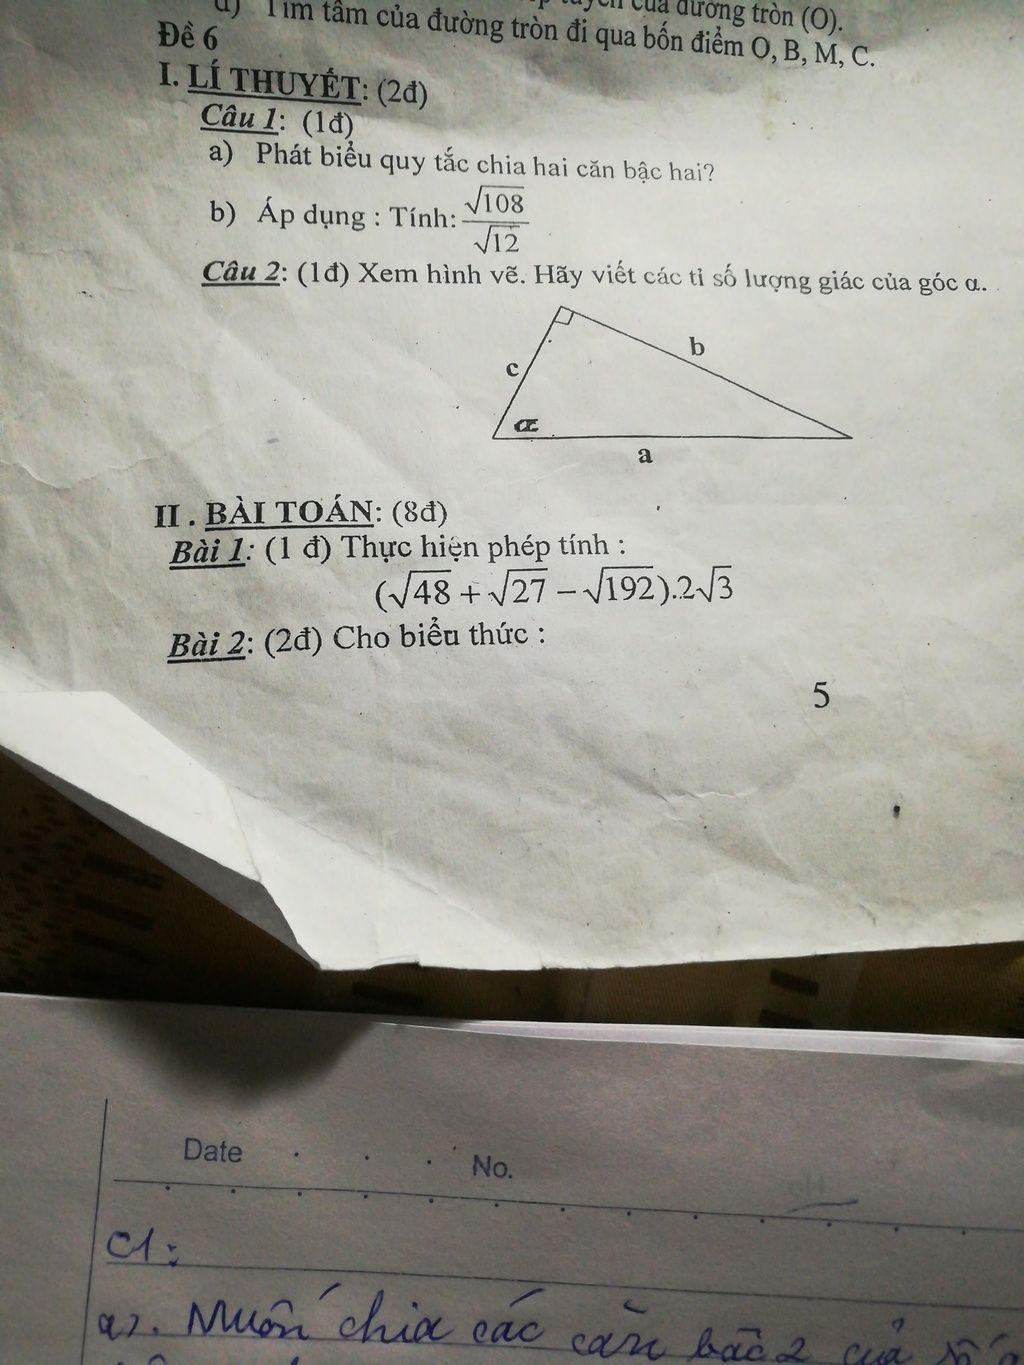 d) Tìm tâm của đường tròn đi qua bốn điểm O, B, M, C.
của đường tròn (O).
Đề 6
I. LÍ THUYẾT: (2đ)
Câu 1: (1đ)
a) Phát biểu quy tắc chia hai căn bậc hai?
b) Áp dụng : Tính: √108/√12
Câu 2: (1đ) Xem hình vẽ. Hãy viết các tỉ số lượng giác của góc α.
b
c
α
a
II . BÀI TOÁN: (8đ)
Bài 1: (1 đ) Thực hiện phép tính :
(√48 + √27 − √192).2√3
Bài 2: (2đ) Cho biểu thức :
5
Date
No.
C1:
a). Muốn chia các căn bậc 2 của